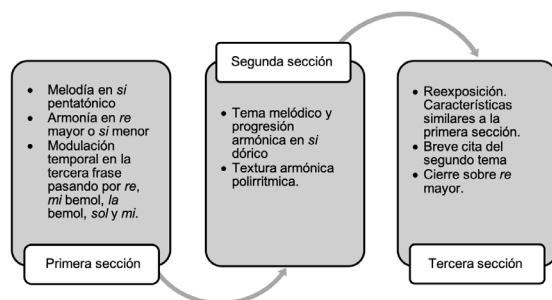 Melodía en si
pentatónico
Armonía en re
mayor o si menor
Modulación
temporal en la
tercera frase
pasando por re,
mi bemol, la
bemol, sol y mi.
Primera sección
Segunda sección
Tema melódico y
progresión
armónica en si
dórico
Textura armónica
polirritmica.
Reexposición.
Características
similares a la
primera sección.
Breve cita del
segundo tema
Cierre sobre re
mayor.
Tercera sección